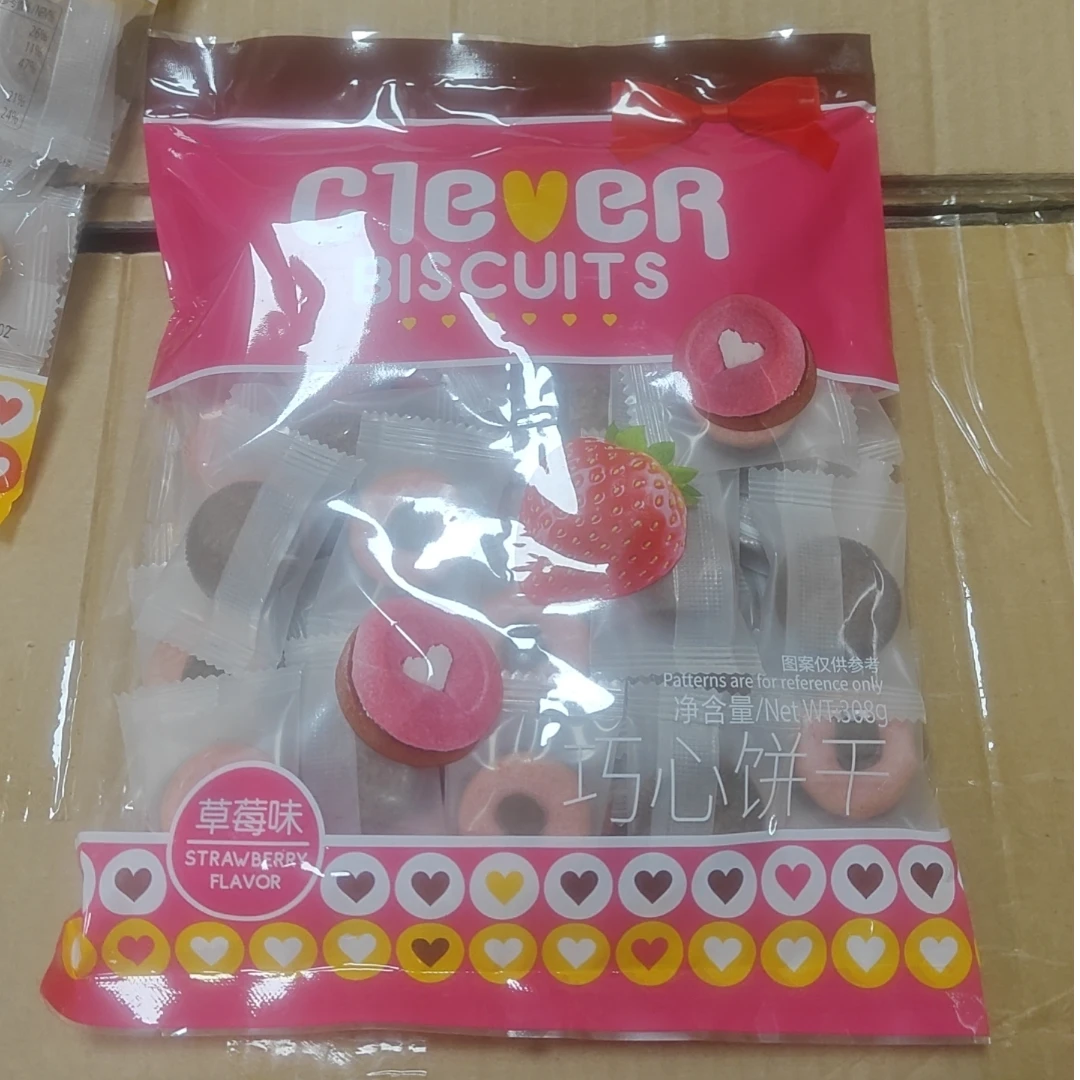 Clever
BISCUITS
图案仅供参考
Patterns are for reference only
净含量/Net WT:308g
巧心饼干
草莓味
STRAWBERRY
FLAVOR